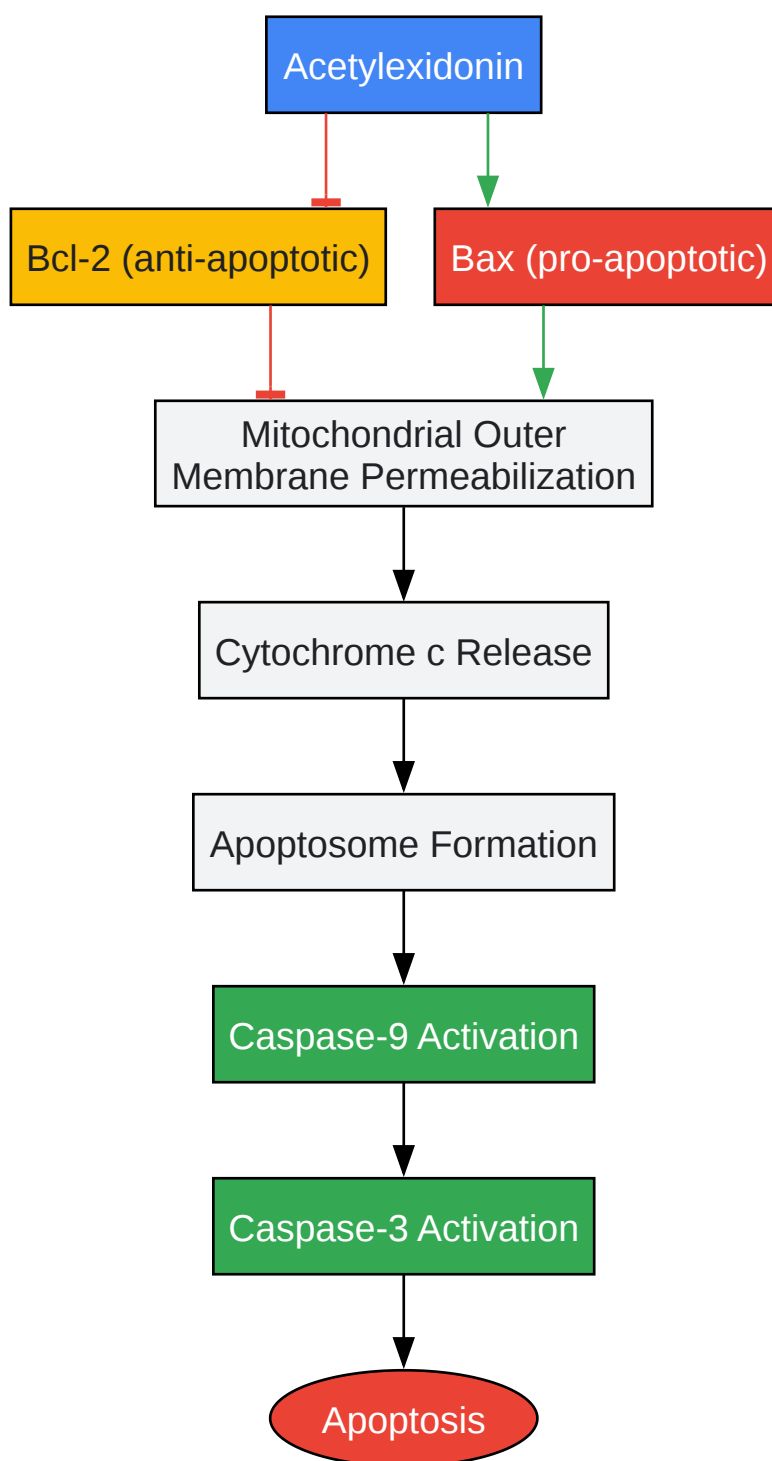 Acetylexidonin
Bcl-2 (anti-apoptotic)
Bax (pro-apoptotic)
Mitochondrial Outer
Membrane Permeabilization
Cytochrome c Release
Apoptosome Formation
Caspase-9 Activation
Caspase-3 Activation
Apoptosis